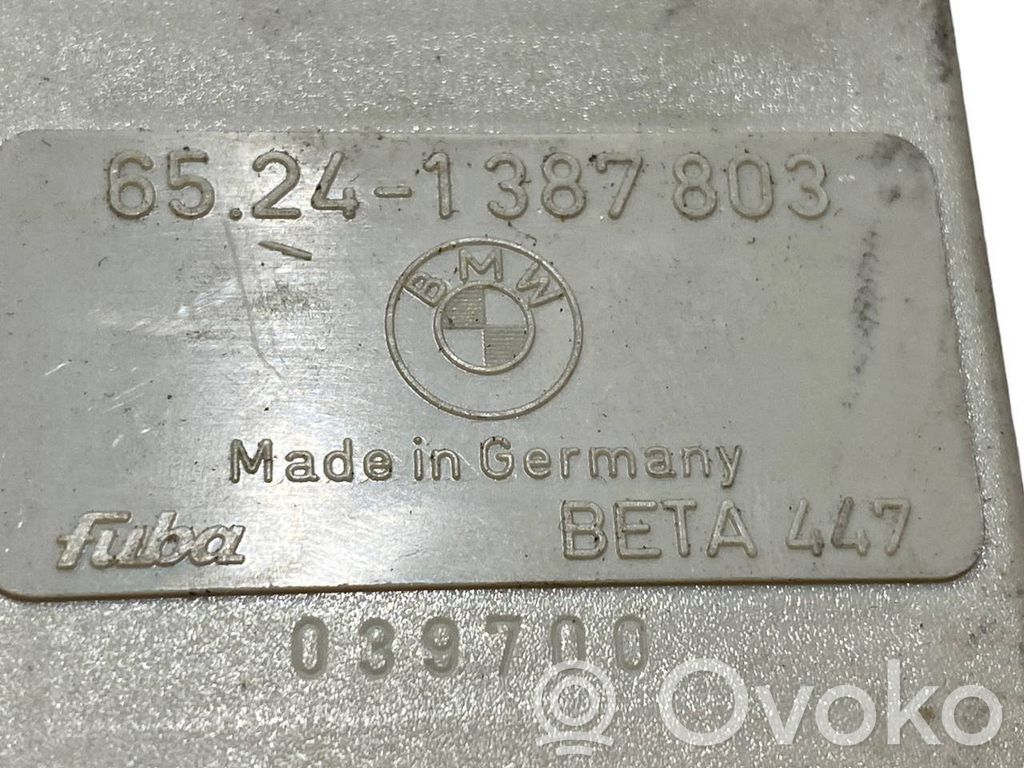 65.24-1 387 803
BMW
Made in Germany
fuba BETA 447
039700
Ovoko